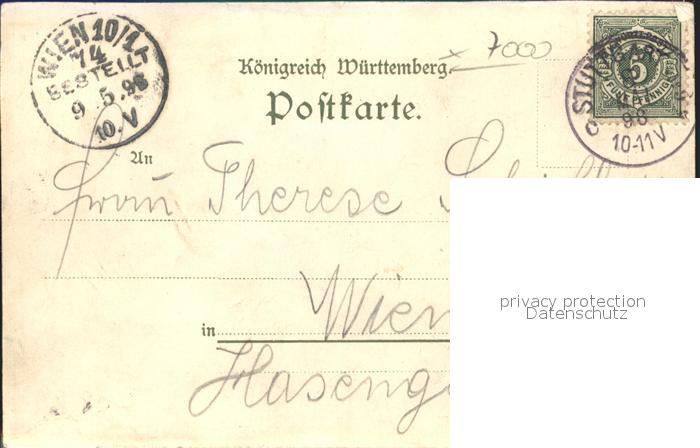 WIEN 10/1
74
BESTELLT
9 5.98
10.V
Königreich Württemberg.
× 7000
Postkarte.
5
FÜNF PFENNIG
STUTTGART
98
10-11V
An
Frau Therese
Wien
in
Haseng
privacy protection
Datenschutz